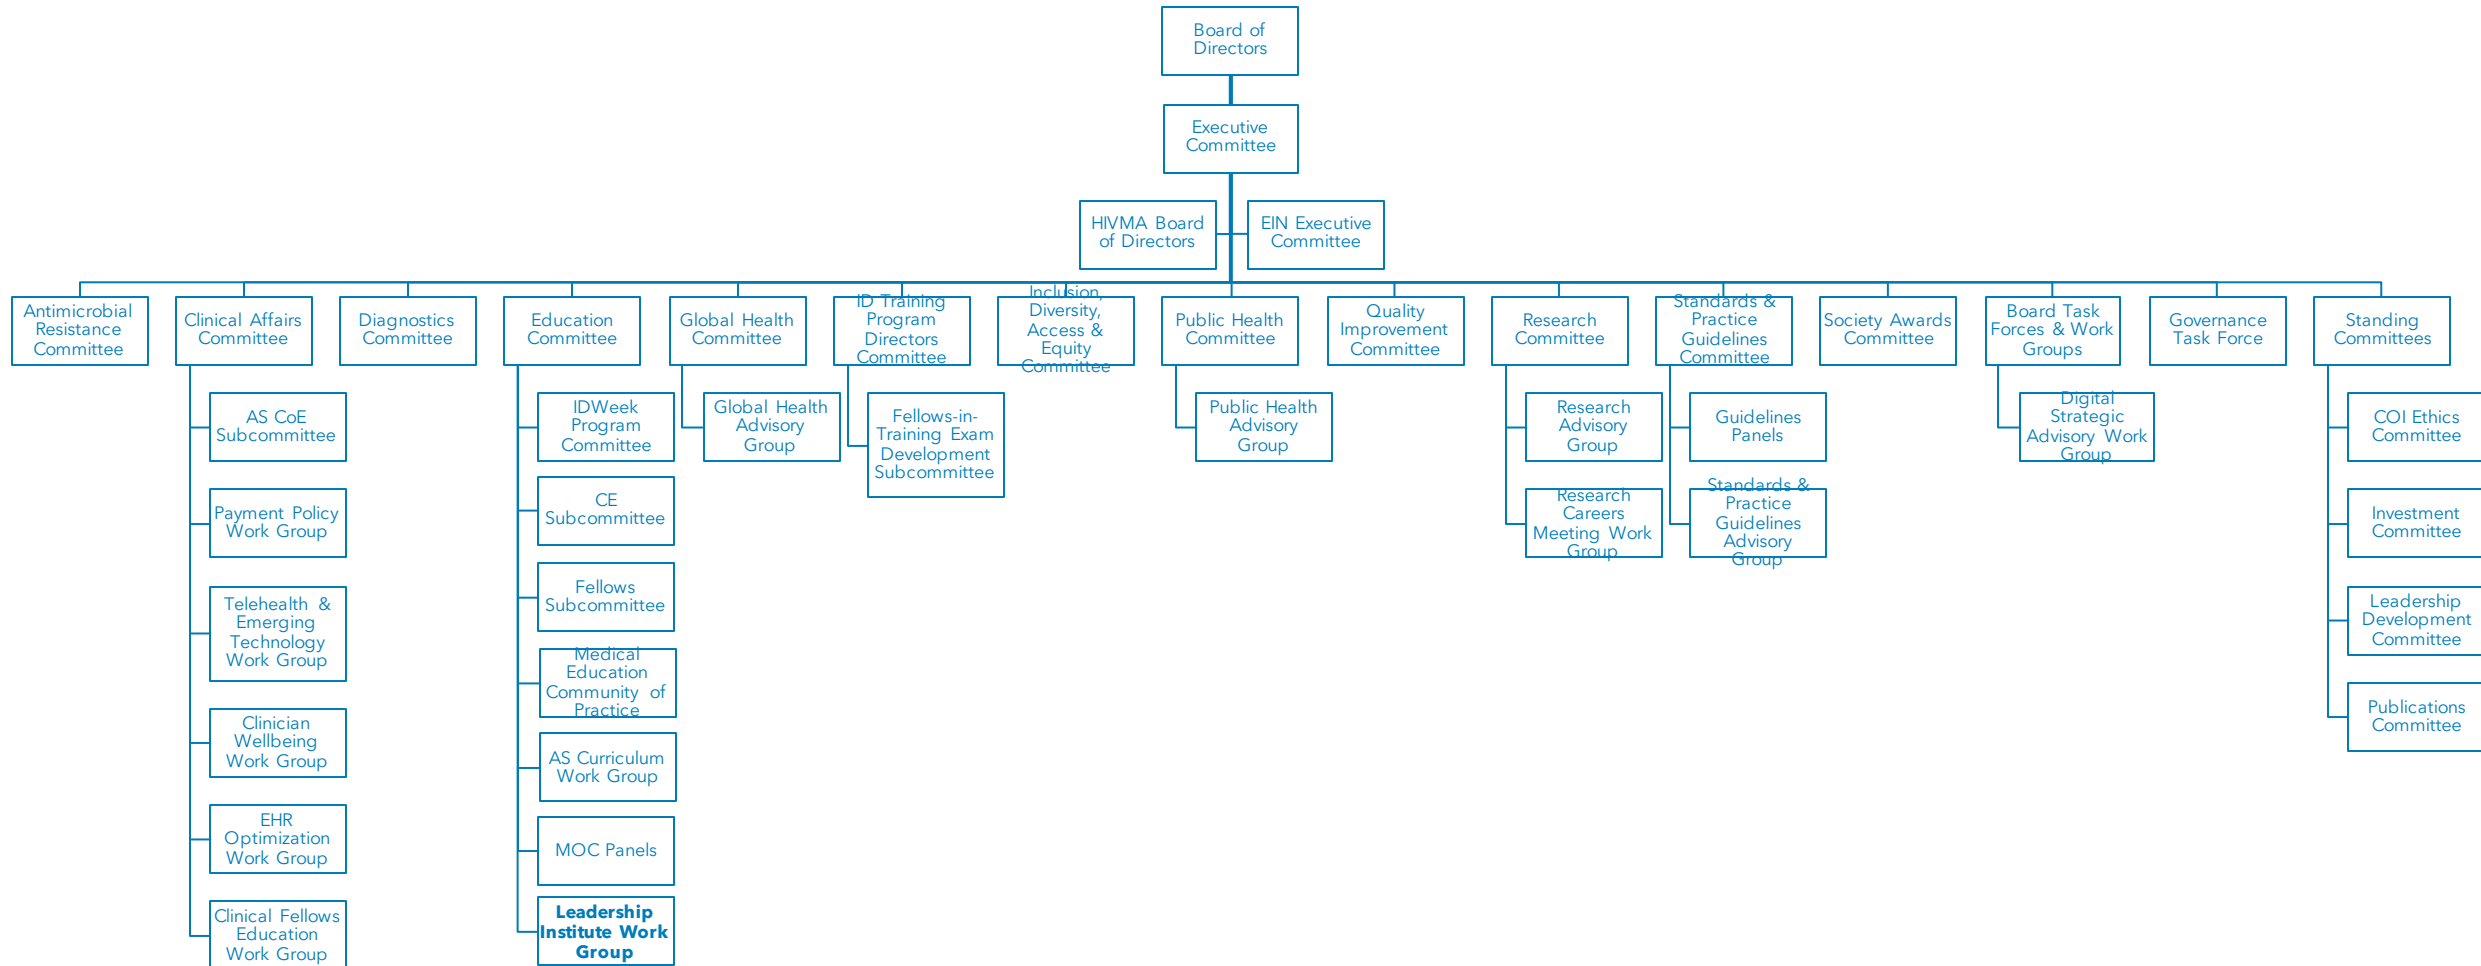 Board of
Directors
Executive
Committee
HIVMA Board
of Directors
EIN Executive
Committee
Antimicrobial
Resistance
Committee
Clinical Affairs
Committee
Diagnostics
Committee
Education
Committee
Global Health
Committee
ID Training
Program
Directors
Committee
Inclusion,
Diversity,
Access &
Equity
Committee
Public Health
Committee
Quality
Improvement
Committee
Research
Committee
Standards &
Practice
Guidelines
Committee
Society Awards
Committee
Board Task
Forces & Work
Groups
Governance
Task Force
Standing
Committees
AS CoE
Subcommittee
Payment Policy
Work Group
Telehealth &
Emerging
Technology
Work Group
Clinician
Wellbeing
Work Group
EHR
Optimization
Work Group
Clinical Fellows
Education
Work Group
IDWeek
Program
Committee
CE
Subcommittee
Fellows
Subcommittee
Medical
Education
Community of
Practice
AS Curriculum
Work Group
MOC Panels
Leadership
Institute Work
Group
Global Health
Advisory
Group
Fellows-in-
Training Exam
Development
Subcommittee
Public Health
Advisory
Group
Research
Advisory
Group
Research
Careers
Meeting Work
Group
Guidelines
Panels
Standards &
Practice
Guidelines
Advisory
Group
Digital
Strategic
Advisory Work
Group
COI Ethics
Committee
Investment
Committee
Leadership
Development
Committee
Publications
Committee